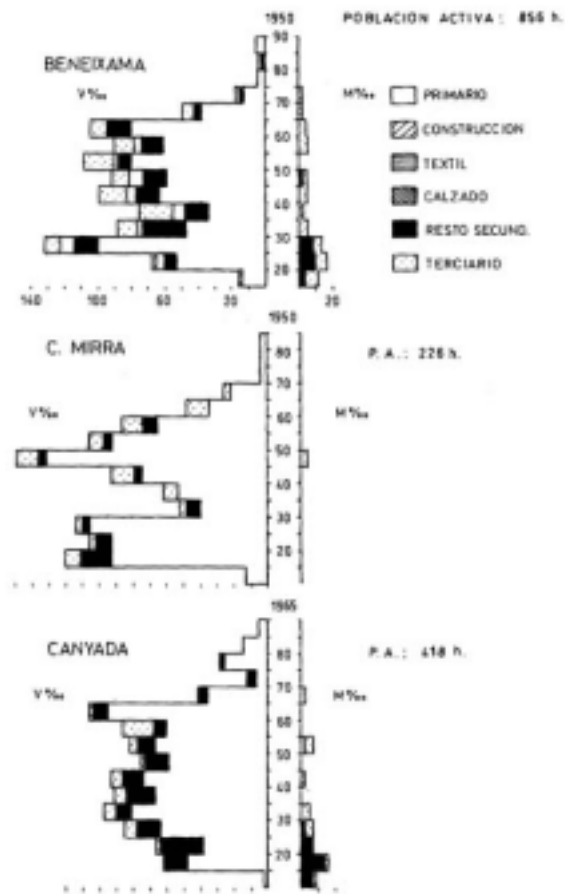 1950 POBLACION ACTIVA: 856 h.
BENEIXAMA
90
V‰ 80 M‰ PRIMARIO
70 CONSTRUCCION
60 TEXTIL
50 CALZADO
40 RESTO SECUND.
30 TERCIARIO
20
140 100 60 20 20
1950
C. MIRRA P.A.: 226 h.
80
70
V‰ 60 M‰
50
40
30
20
1965
CANYADA P.A.: 418 h.
80
V‰ 70 M‰
60
50
40
30
20
10